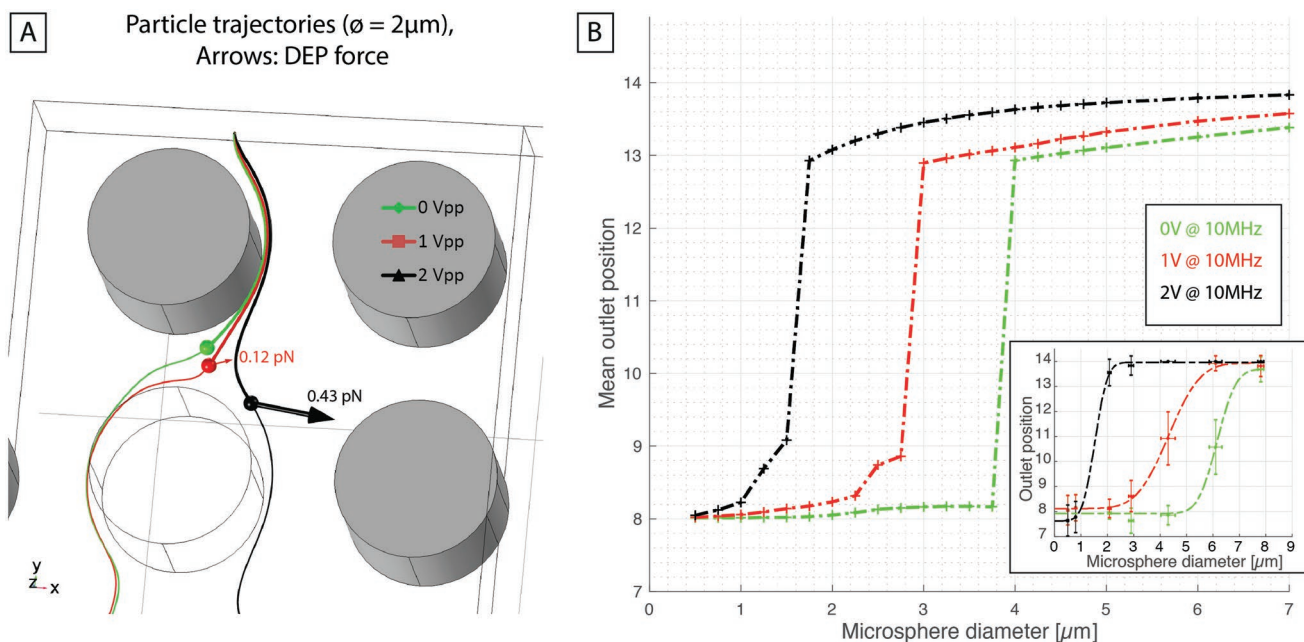 A
Particle trajectories (ø = 2µm),
Arrows: DEP force
0 Vpp
1 Vpp
2 Vpp
0.12 pN
0.43 pN
y
z
x
B
Mean outlet position
14
13
12
11
10
9
8
7
0 1 2 3 4 5 6 7
Microsphere diameter [µm]
0V @ 10MHz
1V @ 10MHz
2V @ 10MHz
Outlet position
14
13
12
11
10
9
8
7
0 1 2 3 4 5 6 7 8 9
Microsphere diameter [µm]